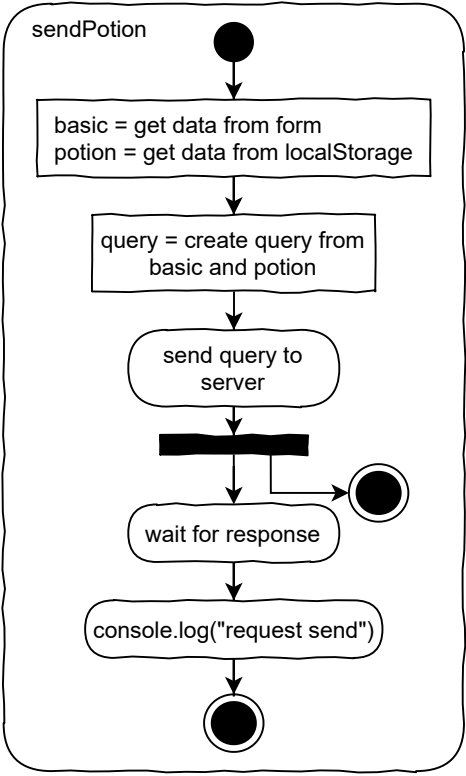 sendPotion
basic = get data from form
potion = get data from localStorage
query = create query from
basic and potion
send query to
server
wait for response
console.log("request send")